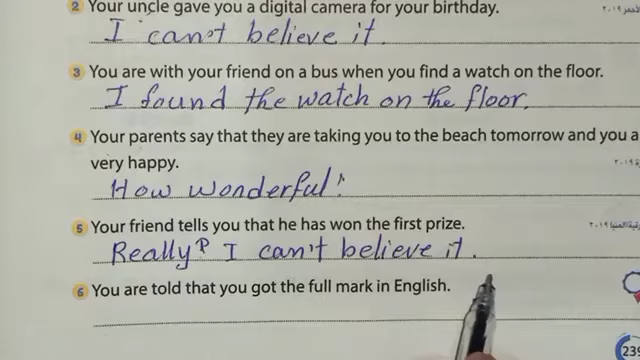 2 Your uncle gave you a digital camera for your birthday.
I can't believe it.
3 You are with your friend on a bus when you find a watch on the floor.
I found the watch on the floor.
4 Your parents say that they are taking you to the beach tomorrow and you a
very happy.
How wonderful!
5 Your friend tells you that he has won the first prize.
Really? I can't believe it.
6 You are told that you got the full mark in English.
239